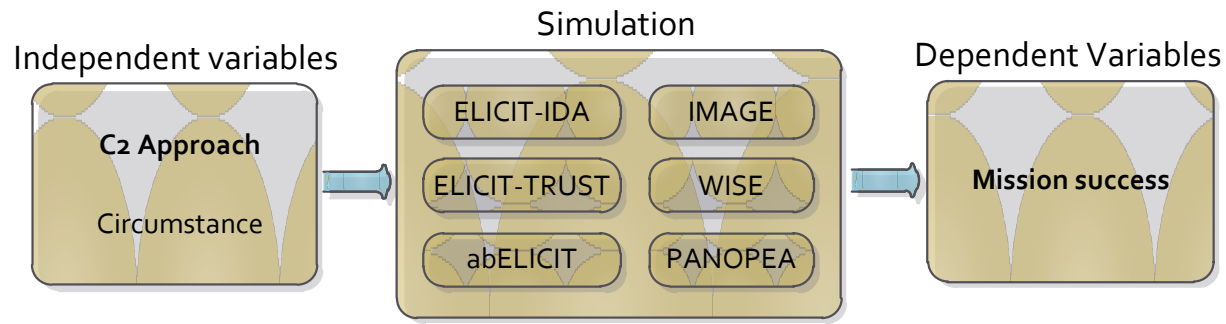 Simulation
Independent variables
Dependent Variables
C2 Approach
Circumstance
ELICIT-IDA
IMAGE
ELICIT-TRUST
WISE
abELICIT
PANOPEA
Mission success